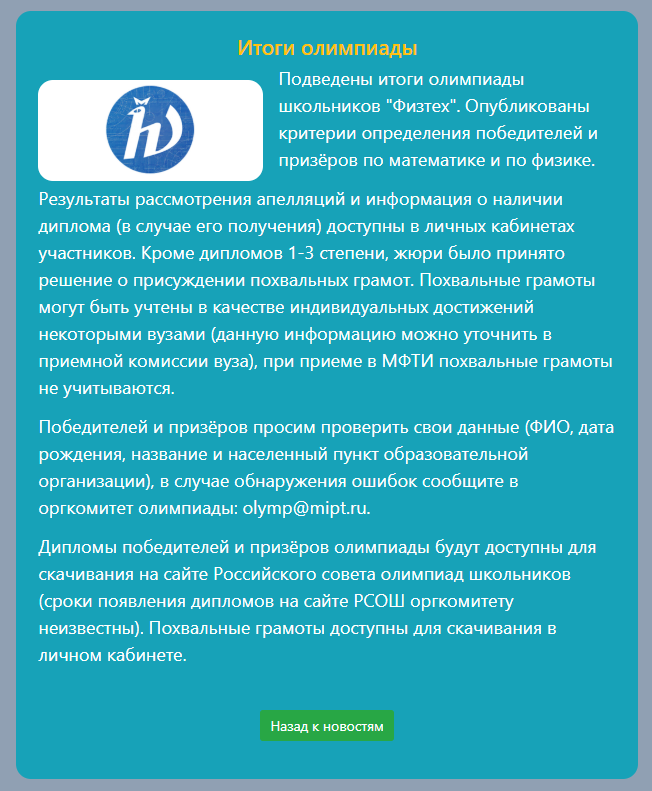 Итоги олимпиады
Подведены итоги олимпиады
школьников "Физтех". Опубликованы
критерии определения победителей и
призёров по математике и по физике.
Результаты рассмотрения апелляций и информация о наличии
диплома (в случае его получения) доступны в личных кабинетах
участников. Кроме дипломов 1-3 степени, жюри было принято
решение о присуждении похвальных грамот. Похвальные грамоты
могут быть учтены в качестве индивидуальных достижений
некоторыми вузами (данную информацию можно уточнить в
приемной комиссии вуза), при приеме в МФТИ похвальные грамоты
не учитываются.
Победителей и призёров просим проверить свои данные (ФИО, дата
рождения, название и населенный пункт образовательной
организации), в случае обнаружения ошибок сообщите в
оргкомитет олимпиады: olymp@mipt.ru.
Дипломы победителей и призёров олимпиады будут доступны для
скачивания на сайте Российского совета олимпиад школьников
(сроки появления дипломов на сайте РСОШ оргкомитету
неизвестны). Похвальные грамоты доступны для скачивания в
личном кабинете.
Назад к новостям